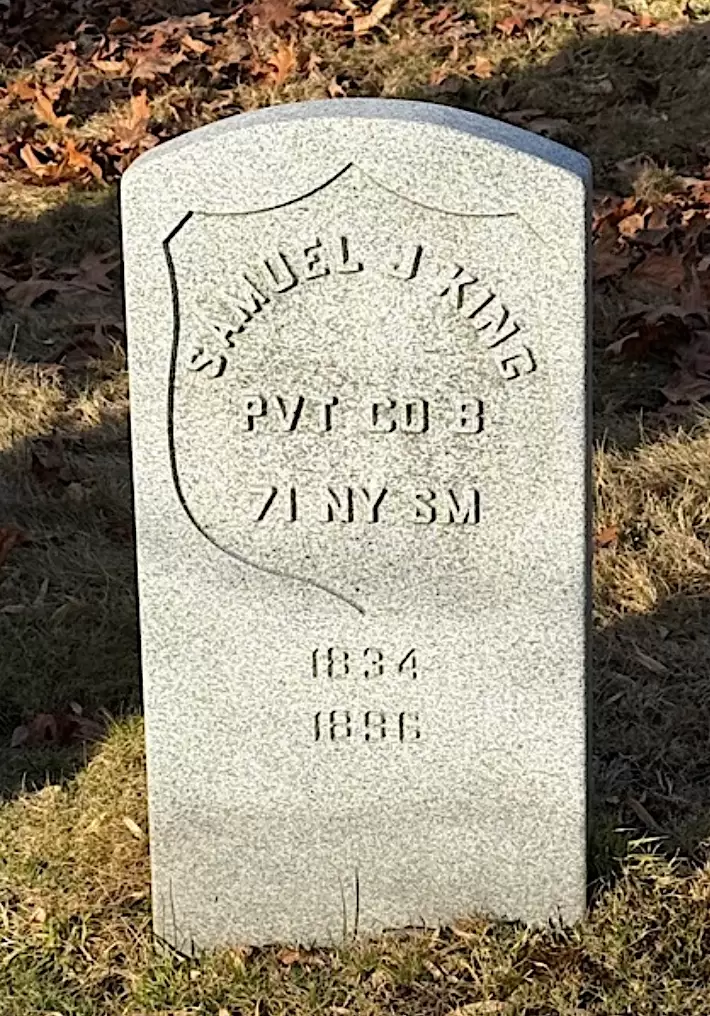 SAMUEL J KING
PVT CO B
71 NY SM
1834
1896